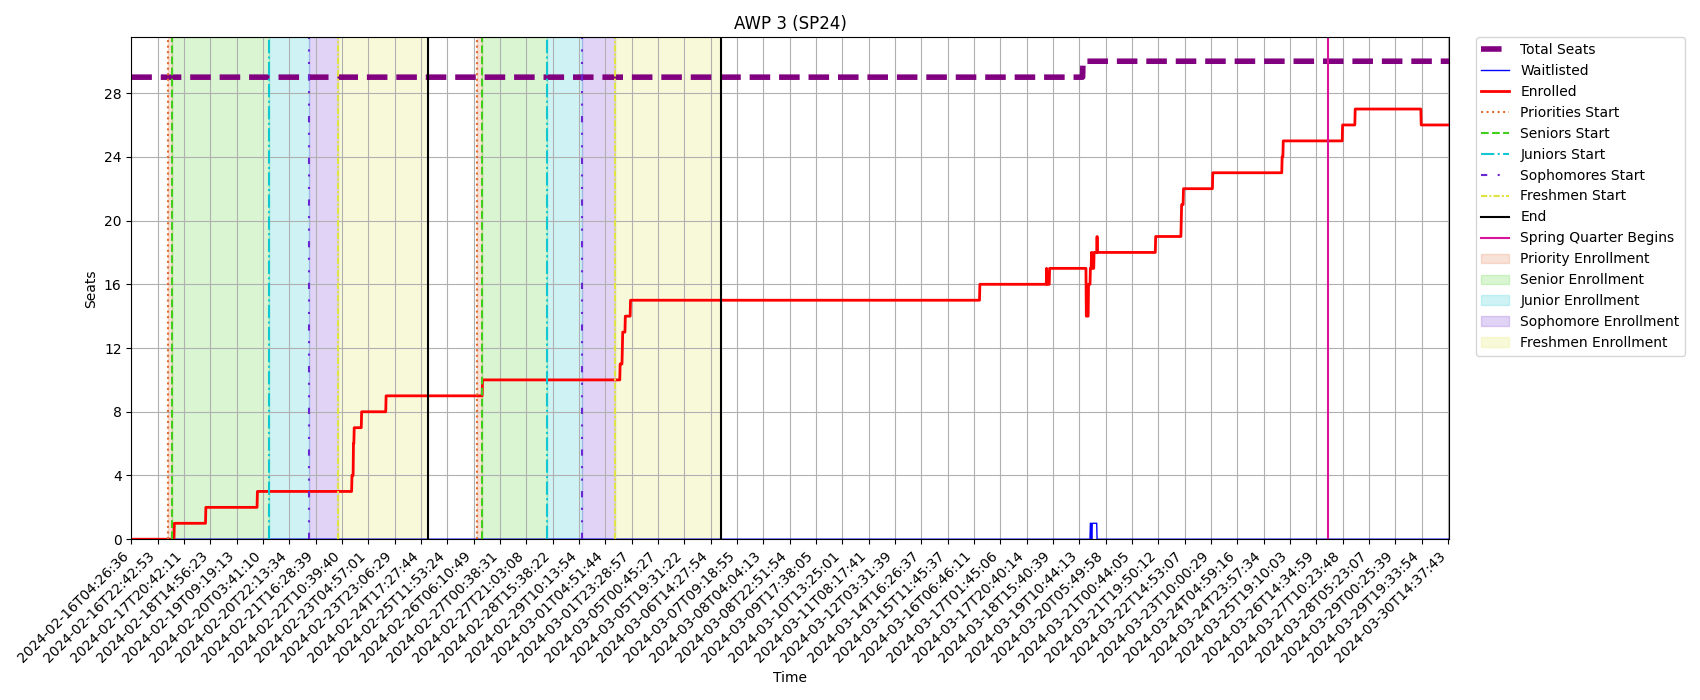 AWP 3 (SP24)
Total Seats
Waitlisted
Enrolled
Priorities Start
Seniors Start
Juniors Start
Sophomores Start
Freshmen Start
End
Spring Quarter Begins
Priority Enrollment
Senior Enrollment
Junior Enrollment
Sophomore Enrollment
Freshmen Enrollment
Seats
28
24
20
16
12
8
4
0
2024-02-16T04:26:36
2024-02-16T22:42:53
2024-02-17T20:42:11
2024-02-18T14:56:23
2024-02-19T09:19:13
2024-02-20T03:41:10
2024-02-20T22:13:34
2024-02-21T16:28:39
2024-02-22T10:39:40
2024-02-23T04:57:01
2024-02-23T23:06:29
2024-02-24T17:27:44
2024-02-25T11:53:24
2024-02-26T06:10:49
2024-02-27T00:38:31
2024-02-27T21:03:08
2024-02-28T15:38:22
2024-02-29T10:13:54
2024-03-01T04:51:44
2024-03-01T23:28:57
2024-03-05T00:45:27
2024-03-05T19:31:22
2024-03-06T14:27:54
2024-03-07T09:18:55
2024-03-08T04:04:13
2024-03-08T22:51:54
2024-03-09T17:38:05
2024-03-10T13:25:01
2024-03-11T08:17:41
2024-03-12T03:31:39
2024-03-14T16:26:37
2024-03-15T11:45:37
2024-03-16T06:46:11
2024-03-17T01:45:06
2024-03-17T20:40:14
2024-03-18T15:40:39
2024-03-19T10:44:13
2024-03-20T05:49:58
2024-03-21T00:44:05
2024-03-21T19:50:12
2024-03-22T14:53:07
2024-03-23T10:00:29
2024-03-24T04:59:16
2024-03-24T23:57:34
2024-03-25T19:10:03
2024-03-26T14:34:59
2024-03-27T10:23:48
2024-03-28T05:23:07
2024-03-29T00:25:39
2024-03-29T19:33:54
2024-03-30T14:37:43
Time